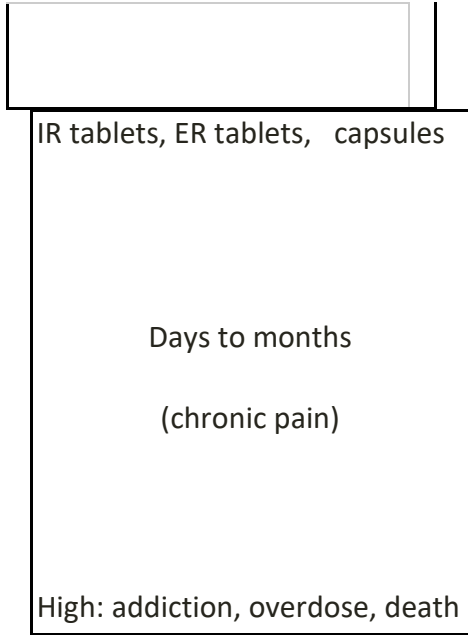 IR tablets, ER tablets, capsules
Days to months
(chronic pain)
High: addiction, overdose, death